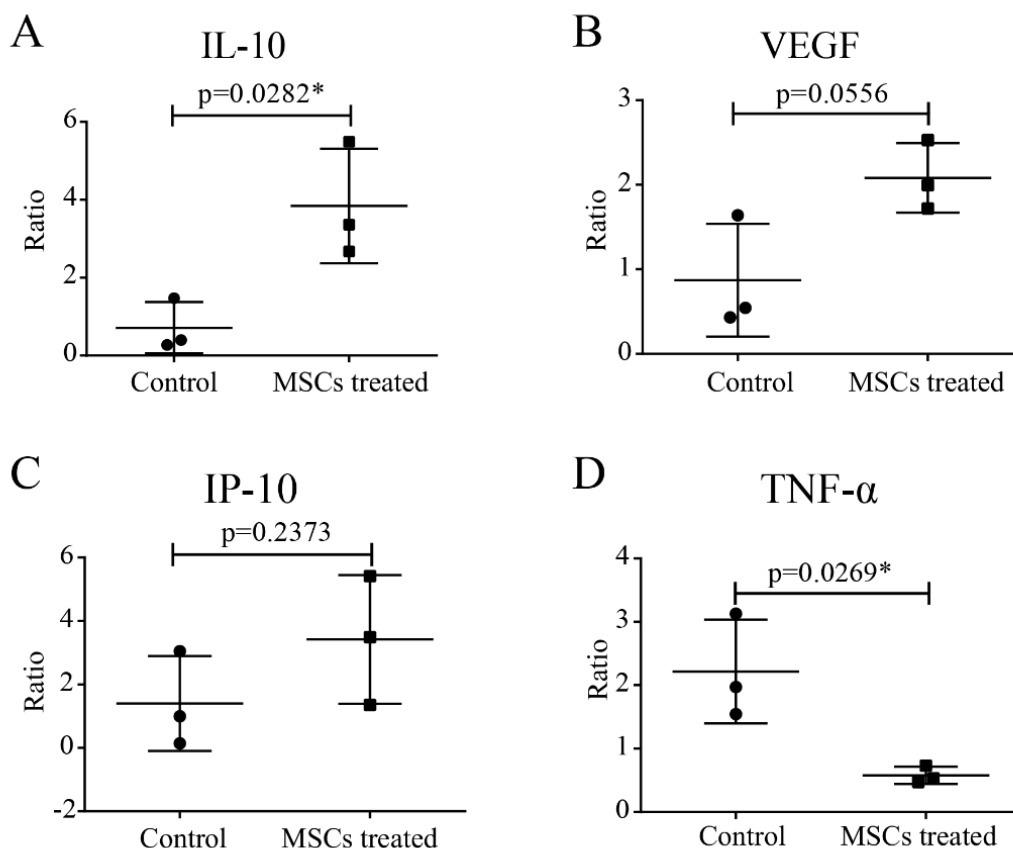 A
IL-10
p=0.0282*
6
4
2
0
Ratio
Control
MSCs treated
B
VEGF
p=0.0556
3
2
1
0
Ratio
Control
MSCs treated
C
IP-10
p=0.2373
6
4
2
0
-2
Ratio
Control
MSCs treated
D
TNF-α
p=0.0269*
4
3
2
1
0
Ratio
Control
MSCs treated